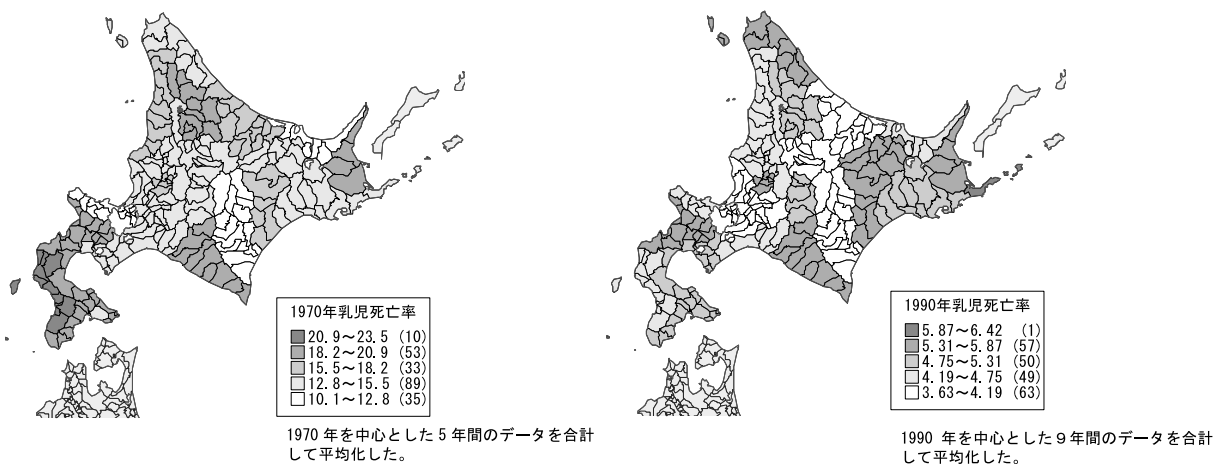 1970年乳児死亡率
20.9～23.5 (10)
18.2～20.9 (53)
15.5～18.2 (33)
12.8～15.5 (89)
10.1～12.8 (35)
1970 年を中心とした５年間のデータを合計
して平均化した。
1990年乳児死亡率
5.87～6.42 (1)
5.31～5.87 (57)
4.75～5.31 (50)
4.19～4.75 (49)
3.63～4.19 (63)
1990 年を中心とした９年間のデータを合計
して平均化した。